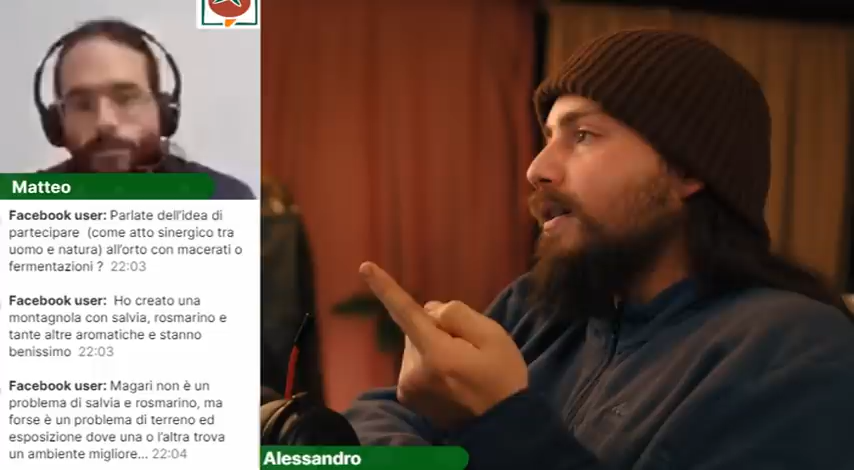 Matteo
Facebook user: Parlate dell'idea di
partecipare (come atto sinergico tra
uomo e natura) all'orto con macerati o
fermentazioni ? 22:03
Facebook user: Ho creato una
montagnola con salvia, rosmarino e
tante altre aromatiche e stanno
benissimo 22:03
Facebook user: Magari non è un
problema di salvia e rosmarino, ma
forse è un problema di terreno ed
esposizione dove una o l'altra trova
un ambiente migliore... 22:04
Alessandro